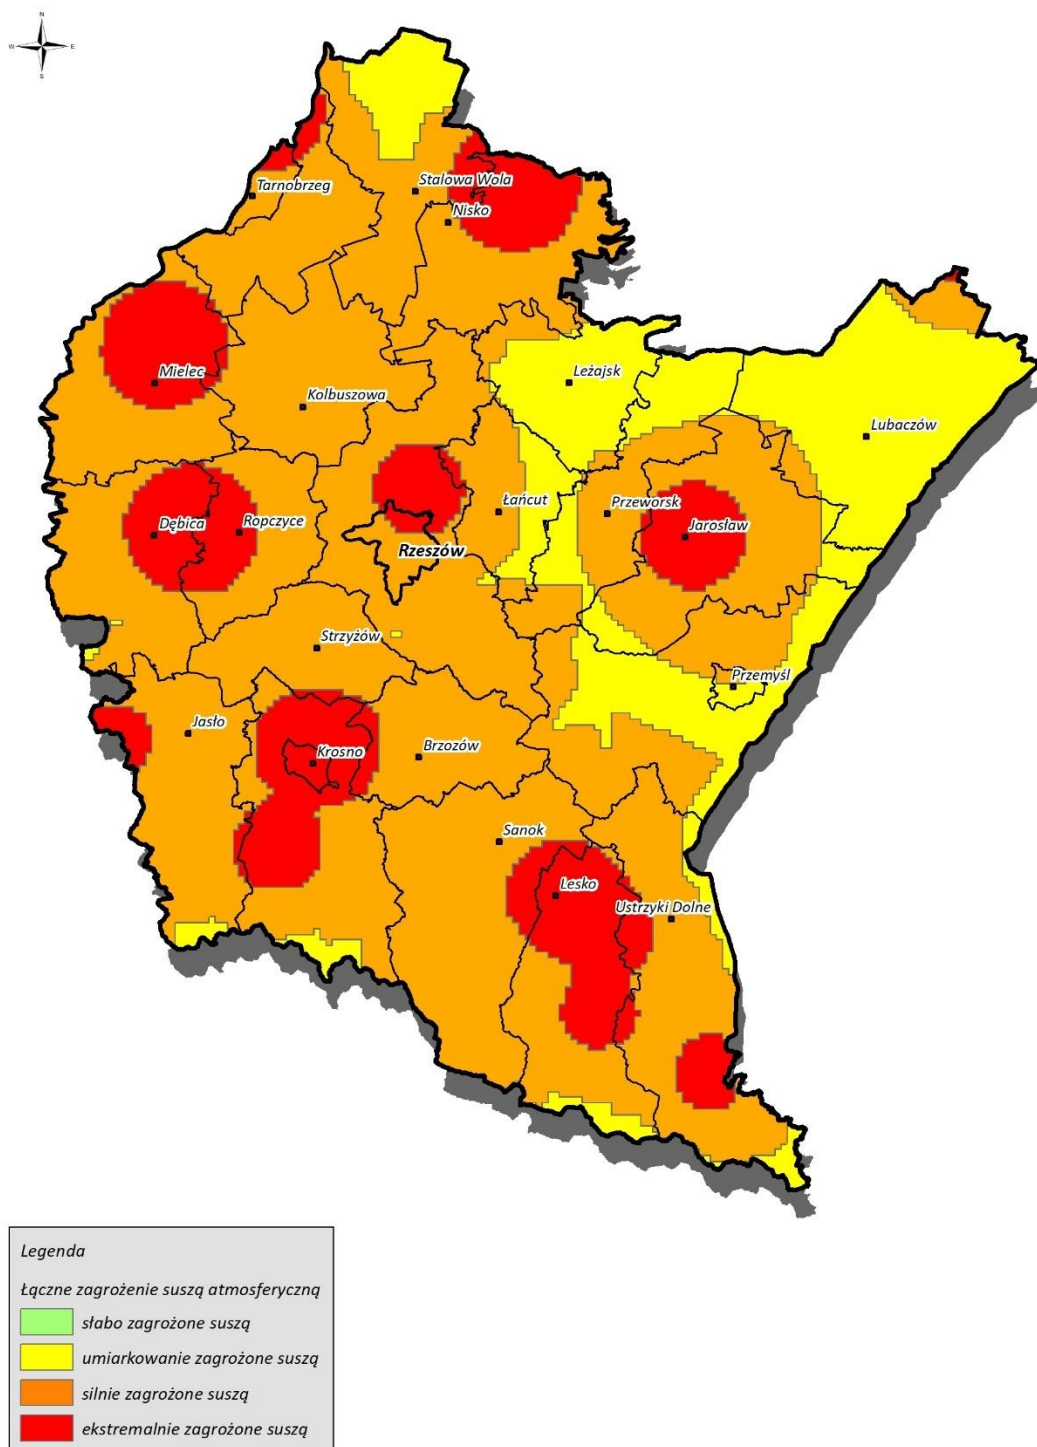 N
W E
S
Tarnobrzeg
Stalowa Wola
Nisko
Mielec
Leżajsk
Kolbuszowa
Lubaczów
Łańcut
Przeworsk
Dębica
Ropczyce
Jarosław
Rzeszów
Strzyżów
Przemyśl
Jasło
Krosno
Brzozów
Sanok
Lesko
Ustrzyki Dolne
Legenda
Łączne zagrożenie suszą atmosferyczną
słabo zagrożone suszą
umiarkowanie zagrożone suszą
silnie zagrożone suszą
ekstremalnie zagrożone suszą